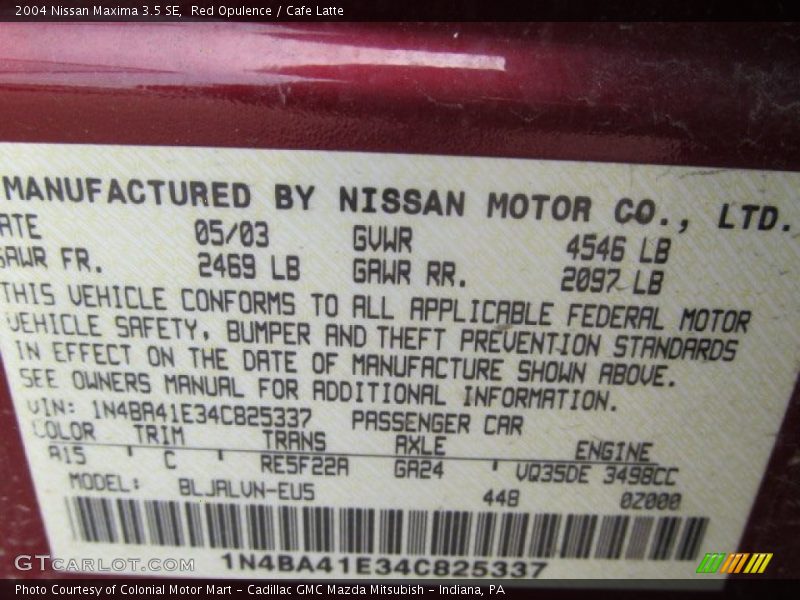 2004 Nissan Maxima 3.5 SE, Red Opulence / Cafe Latte
MANUFACTURED BY NISSAN MOTOR CO., LTD.
ATE 05/03 GVWR 4546 LB
GAWR FR. 2469 LB GAWR RR. 2097 LB
THIS VEHICLE CONFORMS TO ALL APPLICABLE FEDERAL MOTOR
VEHICLE SAFETY, BUMPER AND THEFT PREVENTION STANDARDS
IN EFFECT ON THE DATE OF MANUFACTURE SHOWN ABOVE.
SEE OWNERS MANUAL FOR ADDITIONAL INFORMATION.
VIN: 1N4BA41E34C825337 PASSENGER CAR
COLOR TRIM TRANS AXLE ENGINE
A15 C RE5F22A GA24 VQ35DE 3498CC
MODEL: BLJALVN-EU5 448 0Z000
1N4BA41E34C825337
GTCARLOT.COM
Photo Courtesy of Colonial Motor Mart - Cadillac GMC Mazda Mitsubish - Indiana, PA